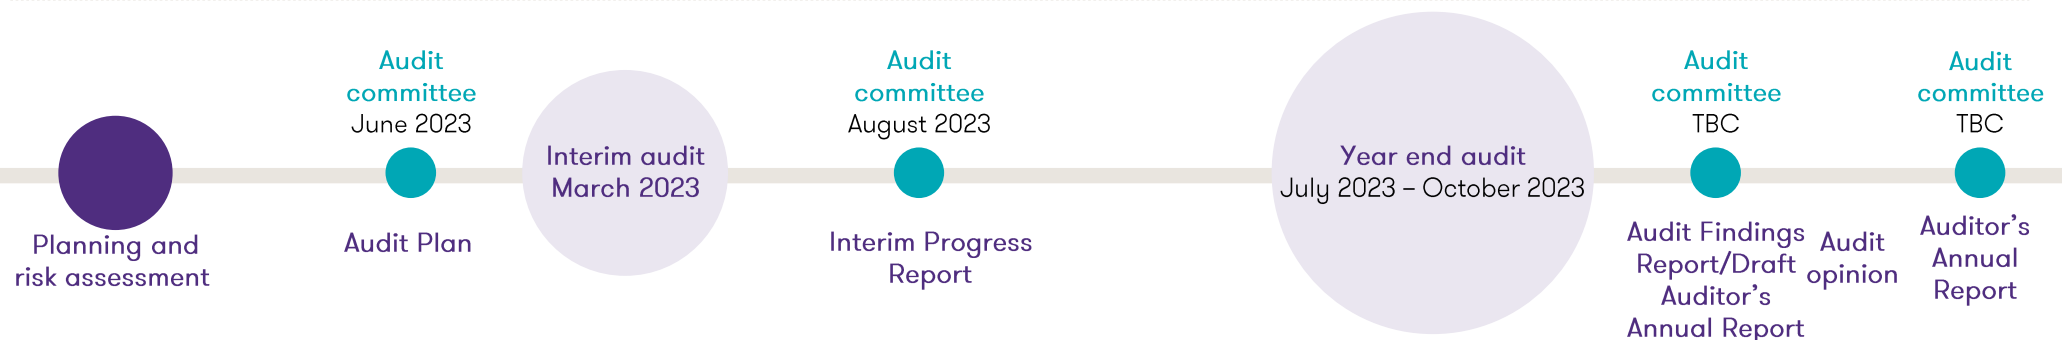 Planning and
risk assessment
Audit
committee
June 2023
Audit Plan
Interim audit
March 2023
Audit
committee
August 2023
Interim Progress
Report
Year end audit
July 2023 – October 2023
Audit
committee
TBC
Audit Findings
Report/Draft
Auditor’s
Annual Report
Audit
opinion
Audit
committee
TBC
Auditor’s
Annual
Report